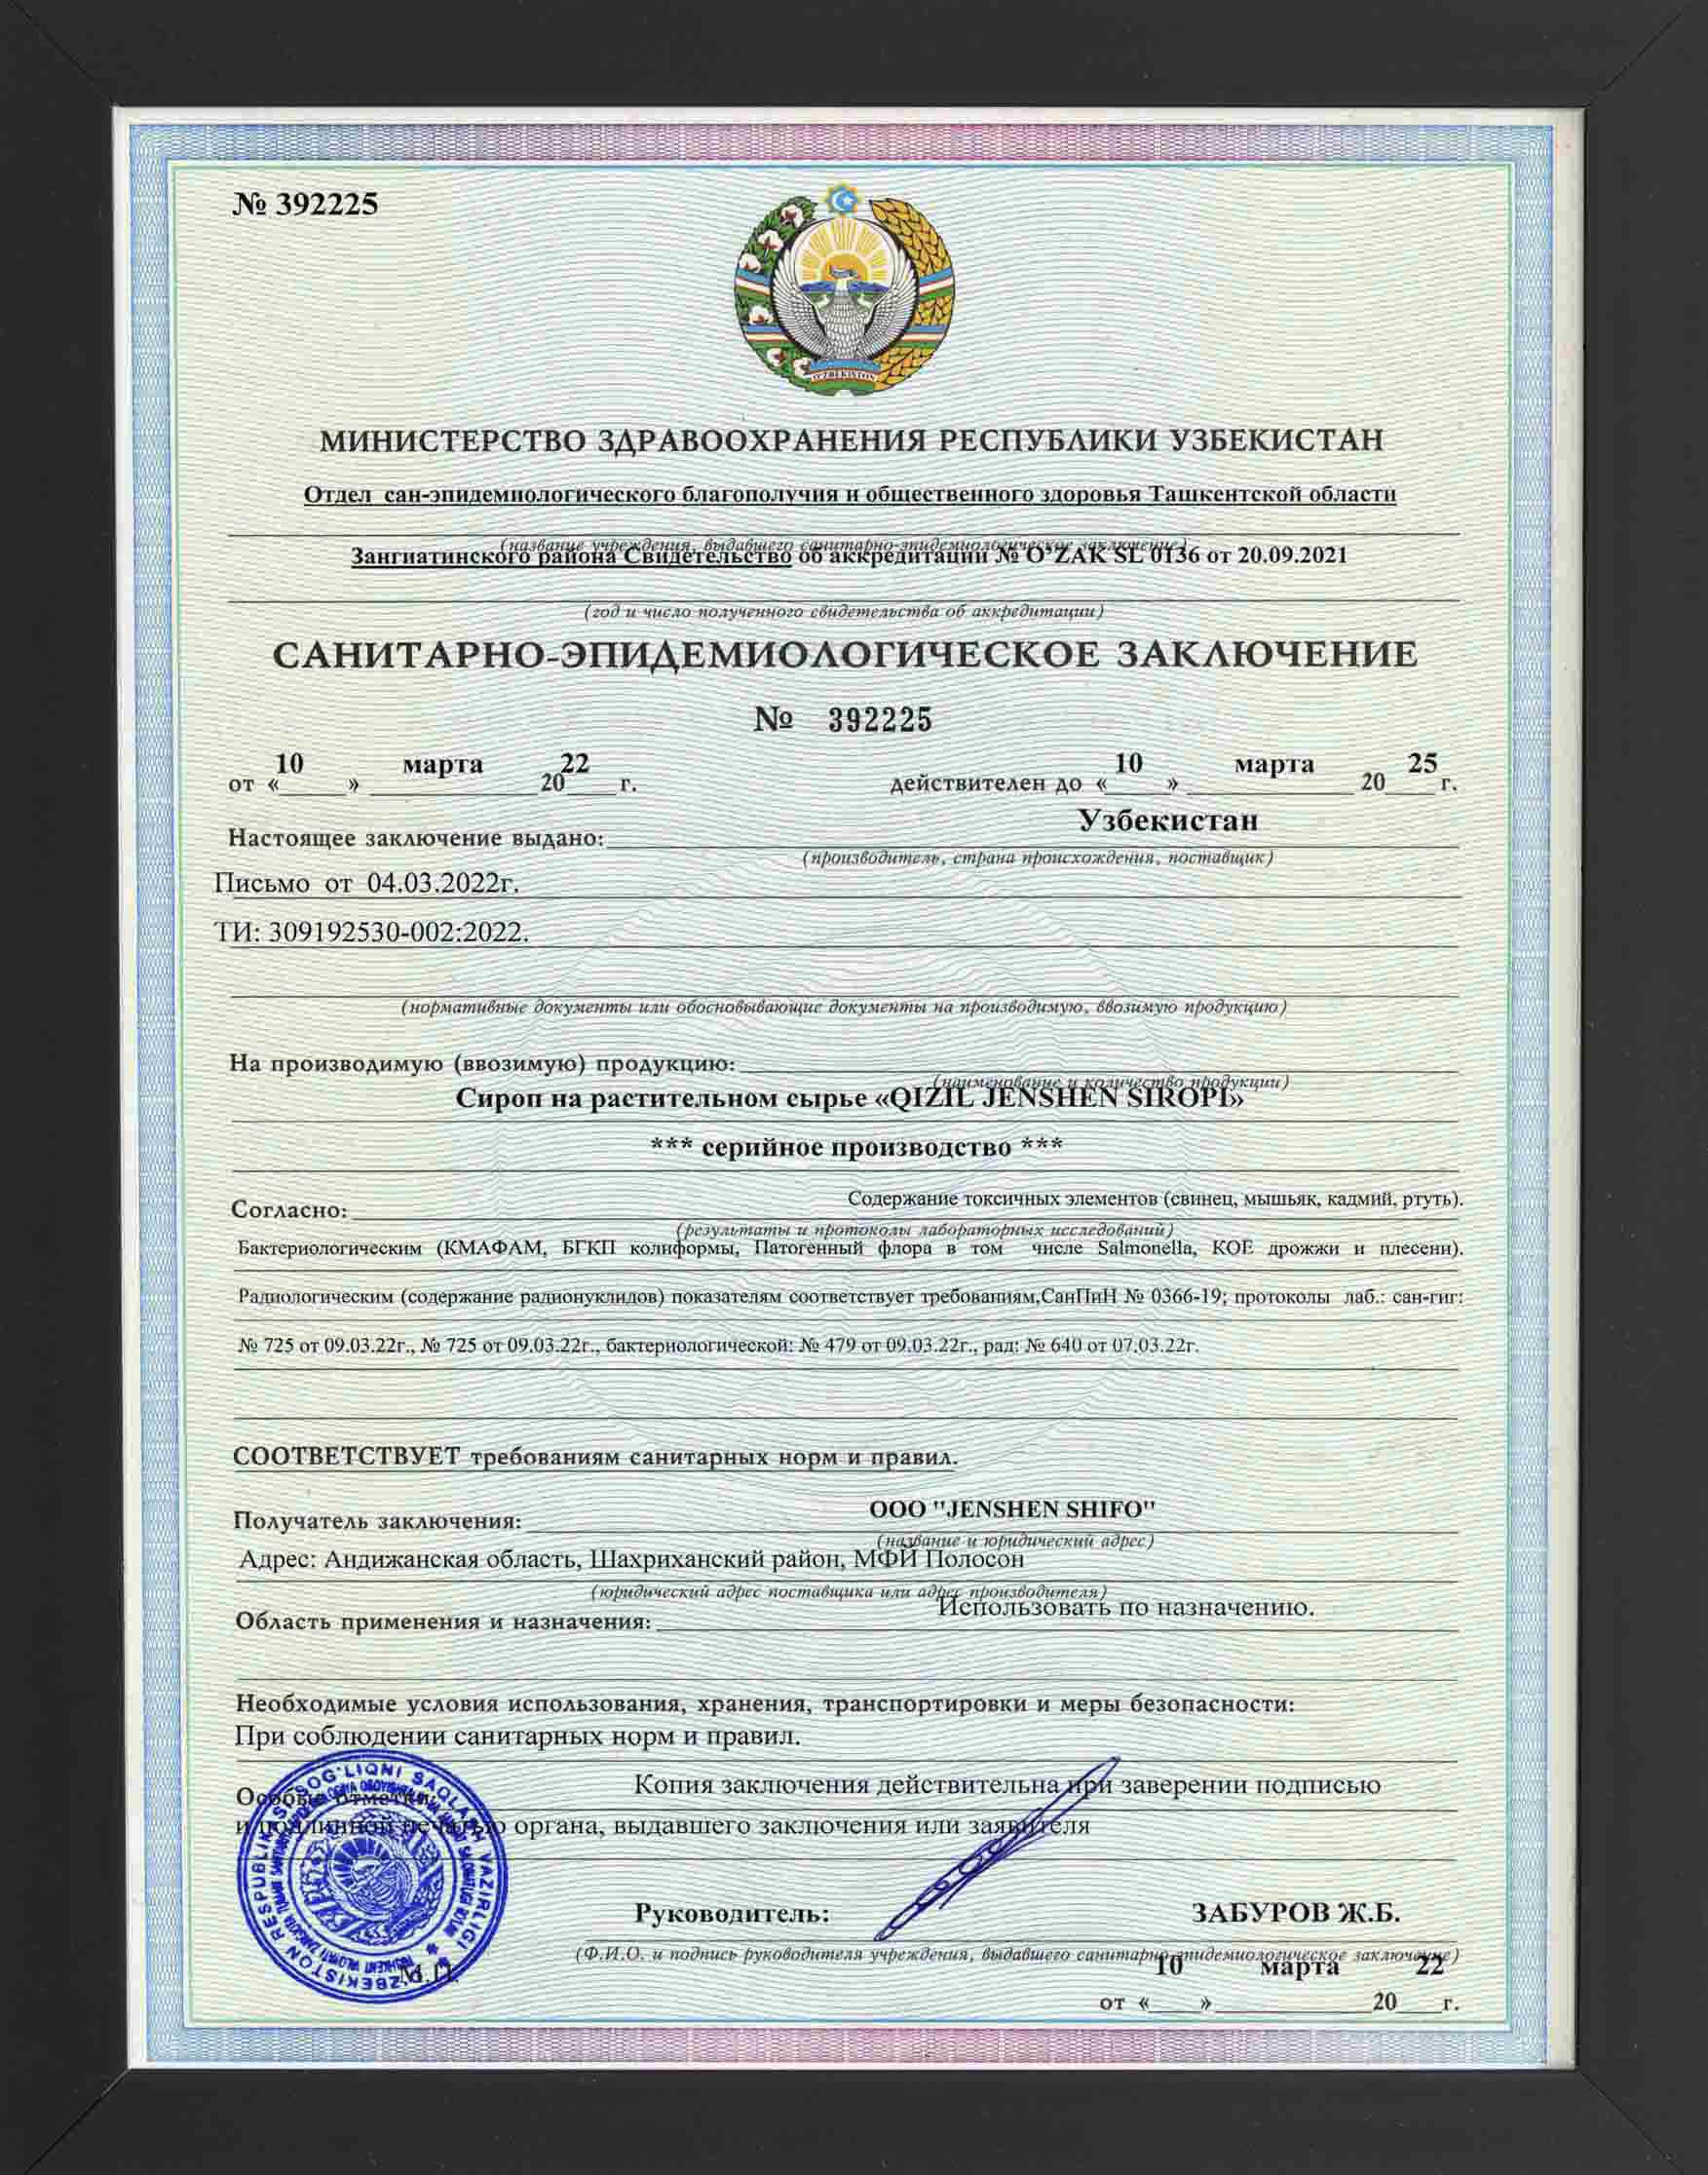 № 392225
O'ZBEKISTON
МИНИСТЕРСТВО ЗДРАВООХРАНЕНИЯ РЕСПУБЛИКИ УЗБЕКИСТАН
Отдел сан-эпидемиологического благополучия и общественного здоровья Ташкентской области
(название учреждения, выдавшего санитарно-эпидемиологическое заключение)
Зангиатинского района Свидетельство об аккредитации № O’ZAK SL 0136 от 20.09.2021
(год и число полученного свидетельства об аккредитации)
САНИТАРНО-ЭПИДЕМИОЛОГИЧЕСКОЕ ЗАКЛЮЧЕНИЕ
№ 392225
от «10» марта 2022 г. действителен до «10» марта 2025 г.
Настоящее заключение выдано: Узбекистан
(производитель, страна происхождения, поставщик)
Письмо от 04.03.2022г.
ТИ: 309192530-002:2022.
(нормативные документы или обосновывающие документы на производимую, ввозимую продукцию)
На производимую (ввозимую) продукцию:
(наименование и количество продукции)
Сироп на растительном сырье «QIZIL JENSHEN SIROPI»
*** серийное производство ***
Согласно: Содержание токсичных элементов (свинец, мышьяк, кадмий, ртуть).
(результаты и протоколы лабораторных исследований)
Бактериологическим (КМАФАМ, БГКП колиформы, Патогенный флора в том числе Salmonella, КОЕ дрожжи и плесени).
Радиологическим (содержание радионуклидов) показателям соответствует требованиям,СанПиН № 0366-19; протоколы лаб.: сан-гиг:
№ 725 от 09.03.22г., № 725 от 09.03.22г., бактериологической: № 479 от 09.03.22г., рад: № 640 от 07.03.22г.
СООТВЕТСТВУЕТ требованиям санитарных норм и правил.
Получатель заключения: ООО "JENSHEN SHIFO"
(название и юридический адрес)
Адрес: Андижанская область, Шахриханский район, МФЙ Полосон
(юридический адрес поставщика или адрес производителя)
Область применения и назначения: Использовать по назначению.
Необходимые условия использования, хранения, транспортировки и меры безопасности:
При соблюдении санитарных норм и правил.
Особые отметки: Копия заключения действительна при заверении подписью
и подлинной печатью органа, выдавшего заключения или заявителя
Руководитель: ЗАБУРОВ Ж.Б.
(Ф.И.О. и подпись руководителя учреждения, выдавшего санитарно-эпидемиологическое заключение)
М.П.
от «10» марта 2022 г.
O'ZBEKISTON RESPUBLIKASI SOG'LIQNI SAQLASH VAZIRLIGI